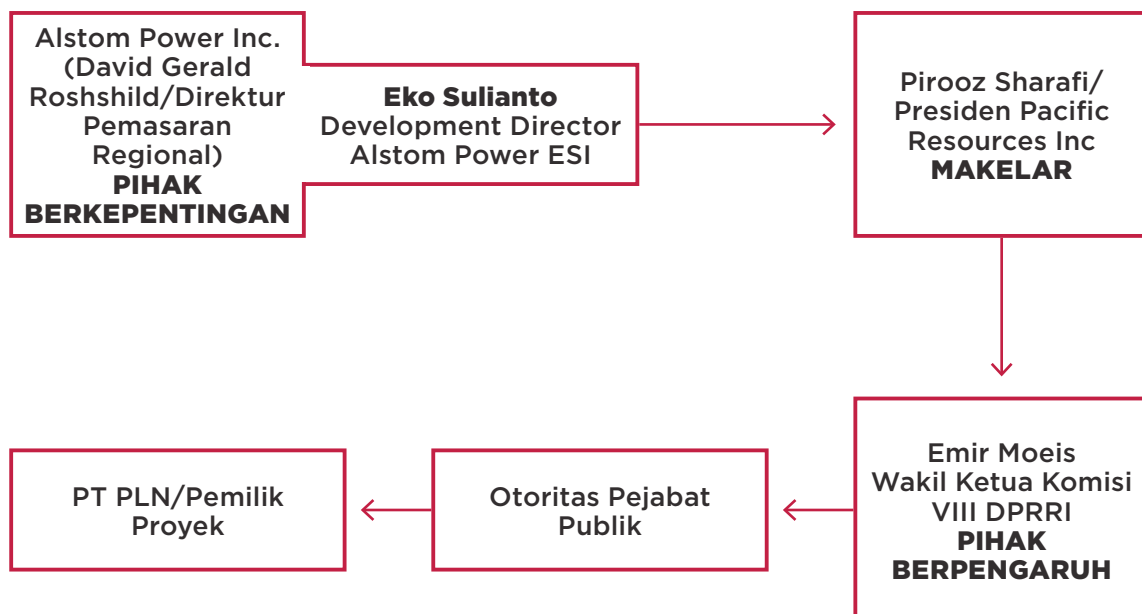 Alstom Power Inc.
(David Gerald
Roshshild/Direktur
Pemasaran
Regional)
PIHAK
BERKEPENTINGAN
Eko Sulianto
Development Director
Alstom Power ESI
Pirooz Sharafi/
Presiden Pacific
Resources Inc
MAKELAR
Emir Moeis
Wakil Ketua Komisi
VIII DPRRI
PIHAK
BERPENGARUH
Otoritas Pejabat
Publik
PT PLN/Pemilik
Proyek